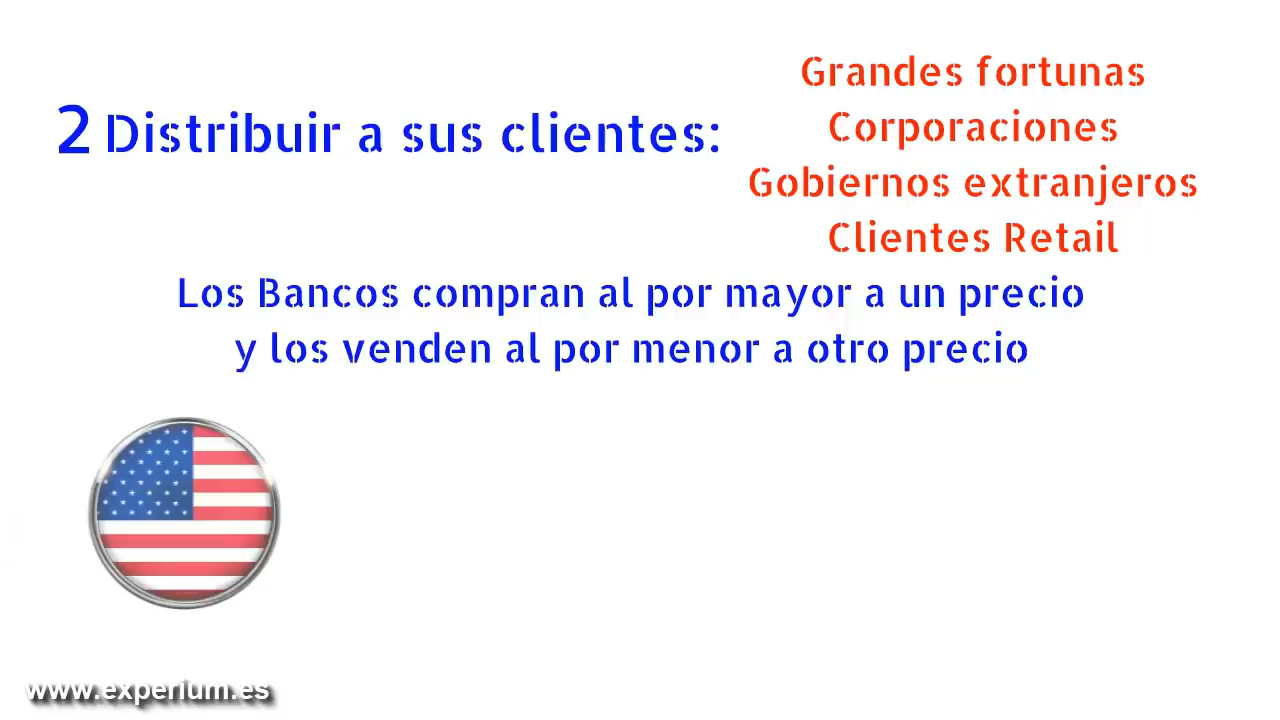 2 Distribuir a sus clientes:
Grandes fortunas
Corporaciones
Gobiernos extranjeros
Clientes Retail
Los Bancos compran al por mayor a un precio
y los venden al por menor a otro precio
www.experium.es